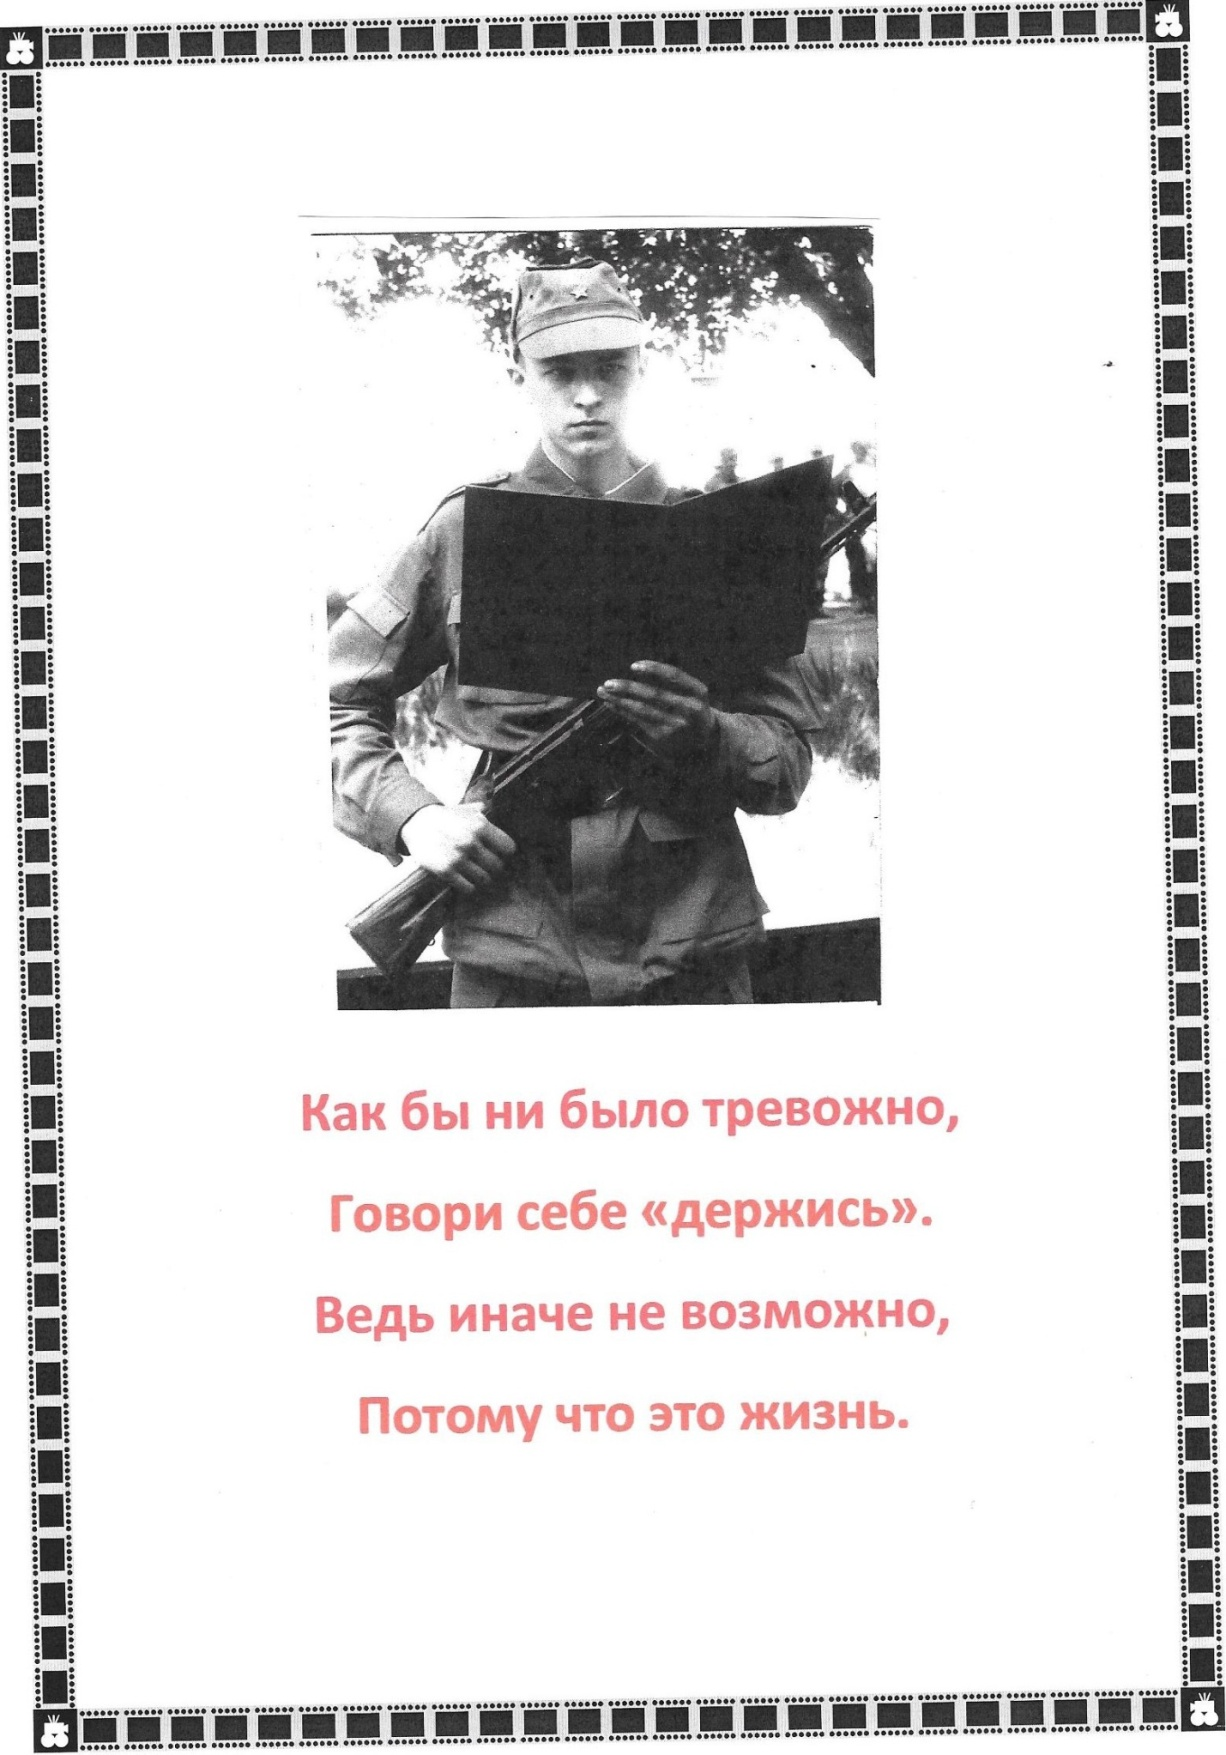 Как бы ни было тревожно,
Говори себе «держись».
Ведь иначе не возможно,
Потому что это жизнь.